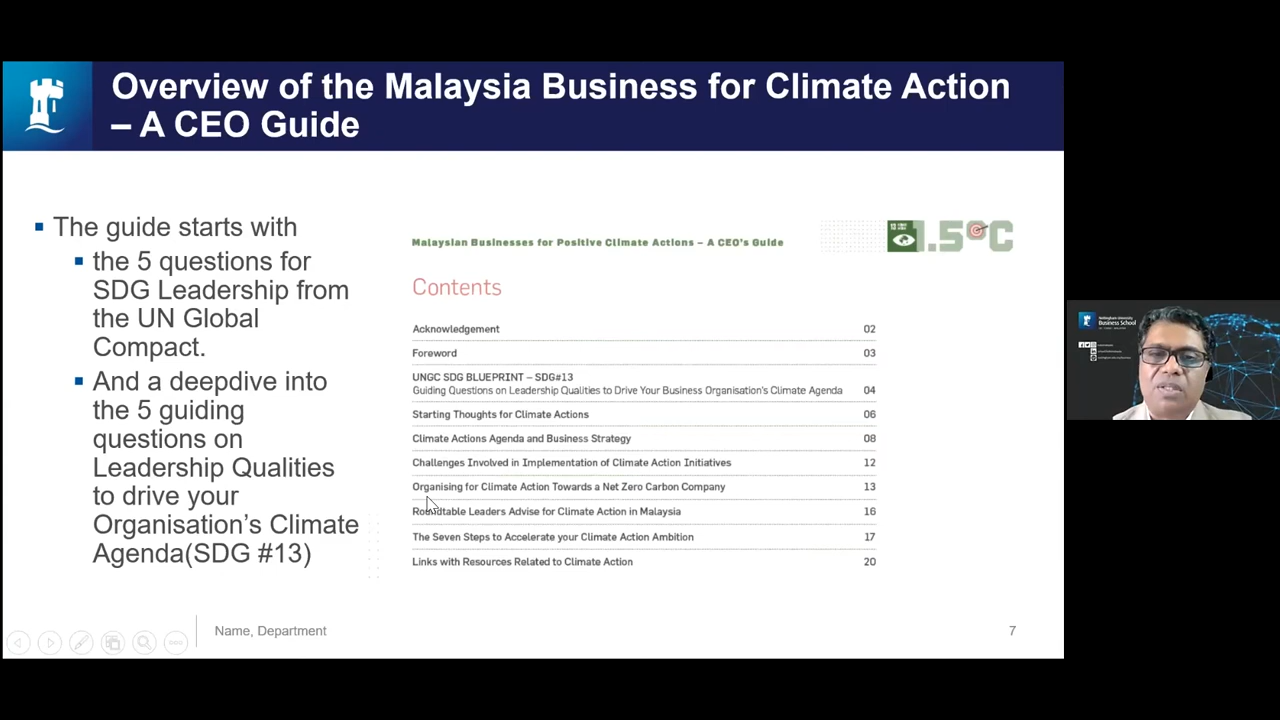 Overview of the Malaysia Business for Climate Action
– A CEO Guide
▪ The guide starts with
▪ the 5 questions for
SDG Leadership from
the UN Global
Compact.
▪ And a deepdive into
the 5 guiding
questions on
Leadership Qualities
to drive your
Organisation’s Climate
Agenda(SDG #13)
Malaysian Businesses for Positive Climate Actions – A CEO's Guide
1.5°C
Contents
Acknowledgement 02
Foreword 03
UNGC SDG BLUEPRINT – SDG#13
Guiding Questions on Leadership Qualities to Drive Your Business Organisation's Climate Agenda 04
Starting Thoughts for Climate Actions 06
Climate Actions Agenda and Business Strategy 08
Challenges Involved in Implementation of Climate Action Initiatives 12
Organising for Climate Action Towards a Net Zero Carbon Company 13
Roundtable Leaders Advise for Climate Action in Malaysia 16
The Seven Steps to Accelerate your Climate Action Ambition 17
Links with Resources Related to Climate Action 20
Name, Department
7
Nottingham University
Business School